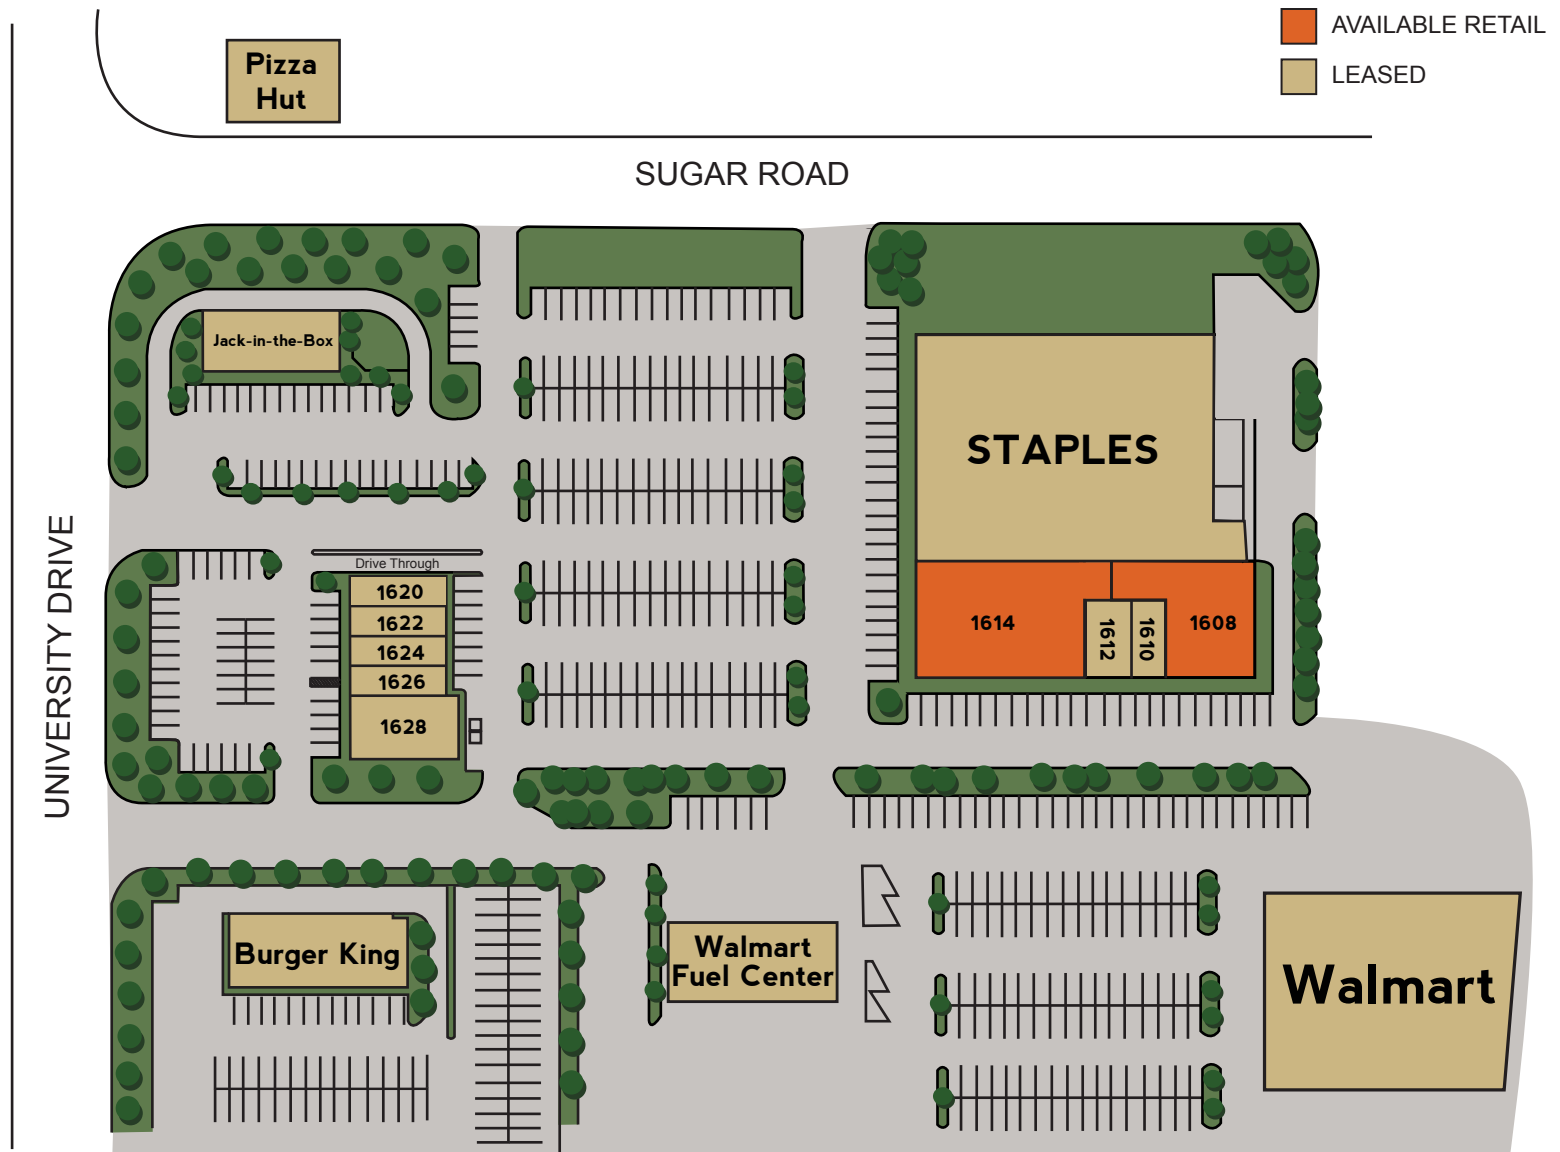 AVAILABLE RETAIL
LEASED
Pizza
Hut
SUGAR ROAD
Jack-in-the-Box
STAPLES
UNIVERSITY DRIVE
Drive Through
1620
1622
1624
1626
1628
1614
1612
1610
1608
Burger King
Walmart
Fuel Center
Walmart